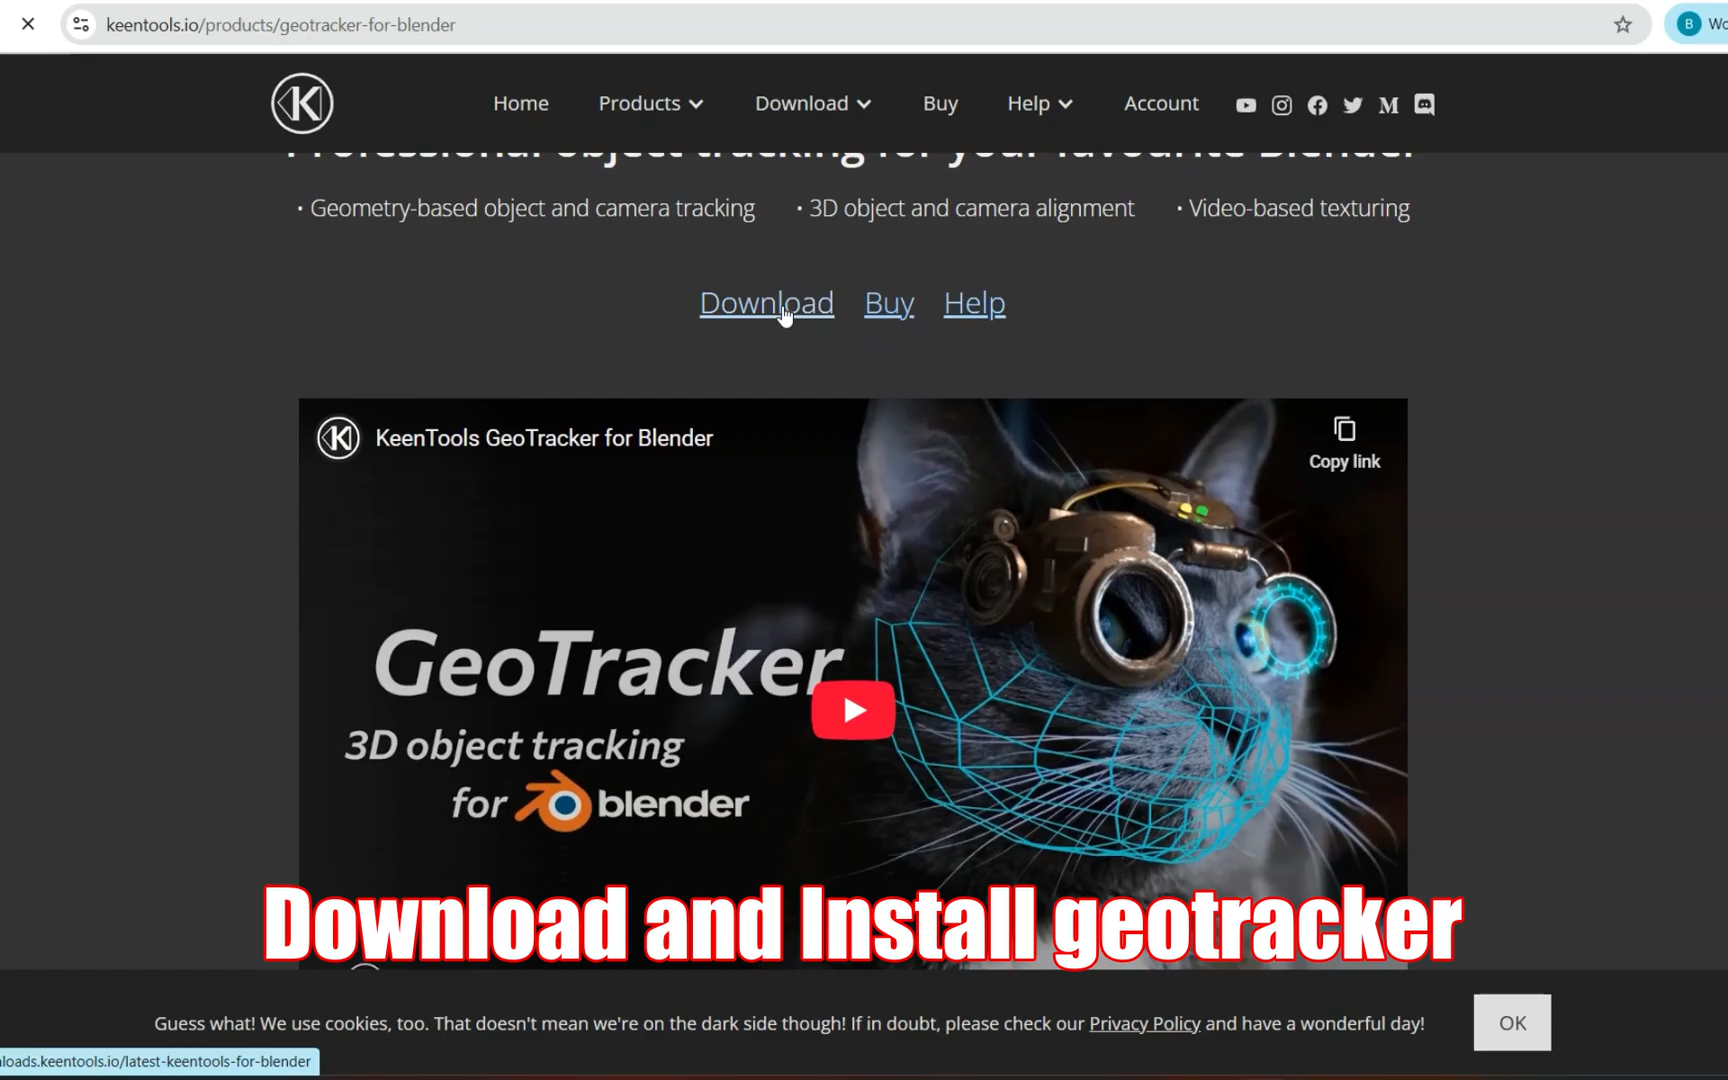 keentools.io/products/geotracker-for-blender
B Wo
Home Products Download Buy Help Account
Professional object tracking for your favourite Blender
• Geometry-based object and camera tracking • 3D object and camera alignment • Video-based texturing
Download Buy Help
KeenTools GeoTracker for Blender
Copy link
GeoTracker
3D object tracking
for blender
Download and Install geotracker
Guess what! We use cookies, too. That doesn't mean we're on the dark side though! If in doubt, please check our Privacy Policy and have a wonderful day!
OK
loads.keentools.io/latest-keentools-for-blender